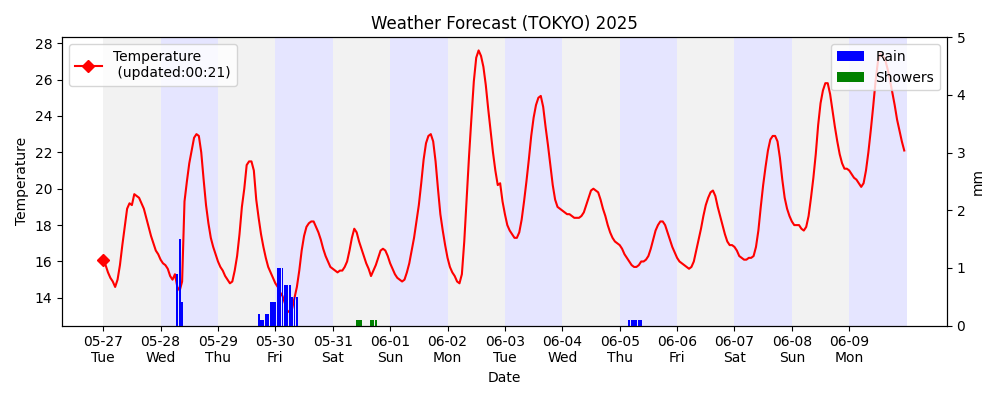 Weather Forecast (TOKYO) 2025
Temperature
(updated:00:21)
Rain
Showers
28
26
24
22
20
18
16
14
Temperature
5
4
3
2
1
0
mm
05-27 05-28 05-29 05-30 05-31 06-01 06-02 06-03 06-04 06-05 06-06 06-07 06-08 06-09
Tue Wed Thu Fri Sat Sun Mon Tue Wed Thu Fri Sat Sun Mon
Date